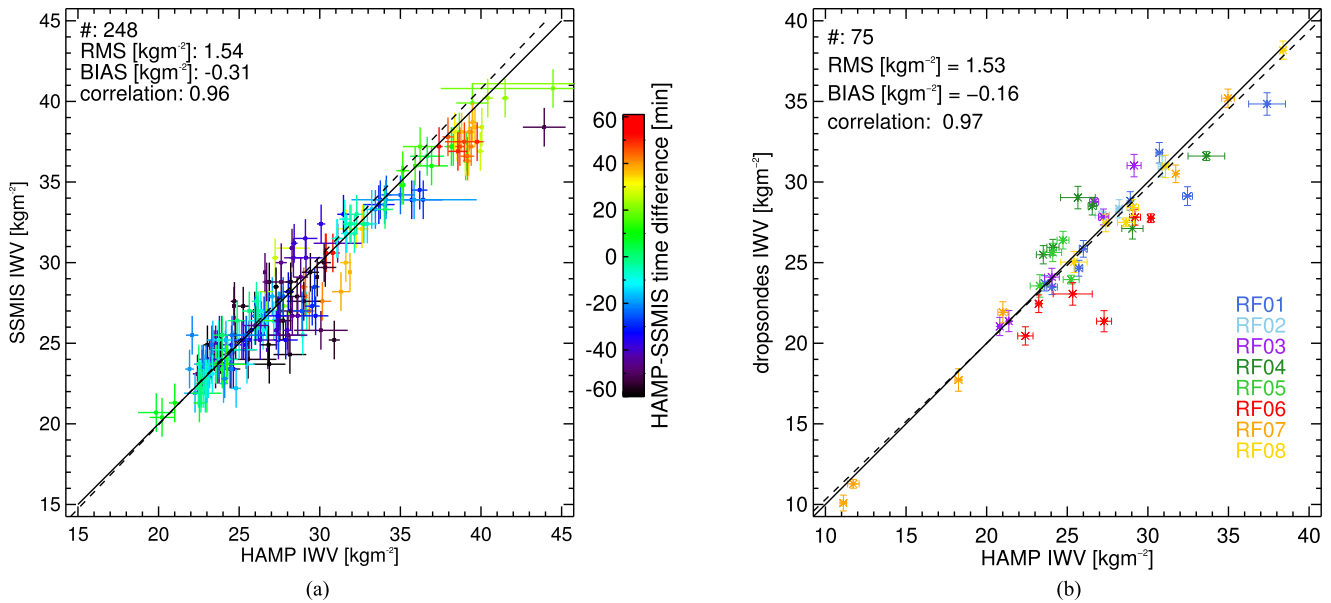 #: 248
RMS [kgm⁻²]: 1.54
BIAS [kgm⁻²]: -0.31
correlation: 0.96
45
40
35
30
25
20
15
SSMIS IWV [kgm⁻²]
15 20 25 30 35 40 45
HAMP IWV [kgm⁻²]
60
40
20
0
-20
-40
-60
HAMP-SSMIS time difference [min]
(a)
#: 75
RMS [kgm⁻²] = 1.53
BIAS [kgm⁻²] = −0.16
correlation: 0.97
40
35
30
25
20
15
10
dropsondes IWV [kgm⁻²]
RF01
RF02
RF03
RF04
RF05
RF06
RF07
RF08
10 15 20 25 30 35 40
HAMP IWV [kgm⁻²]
(b)